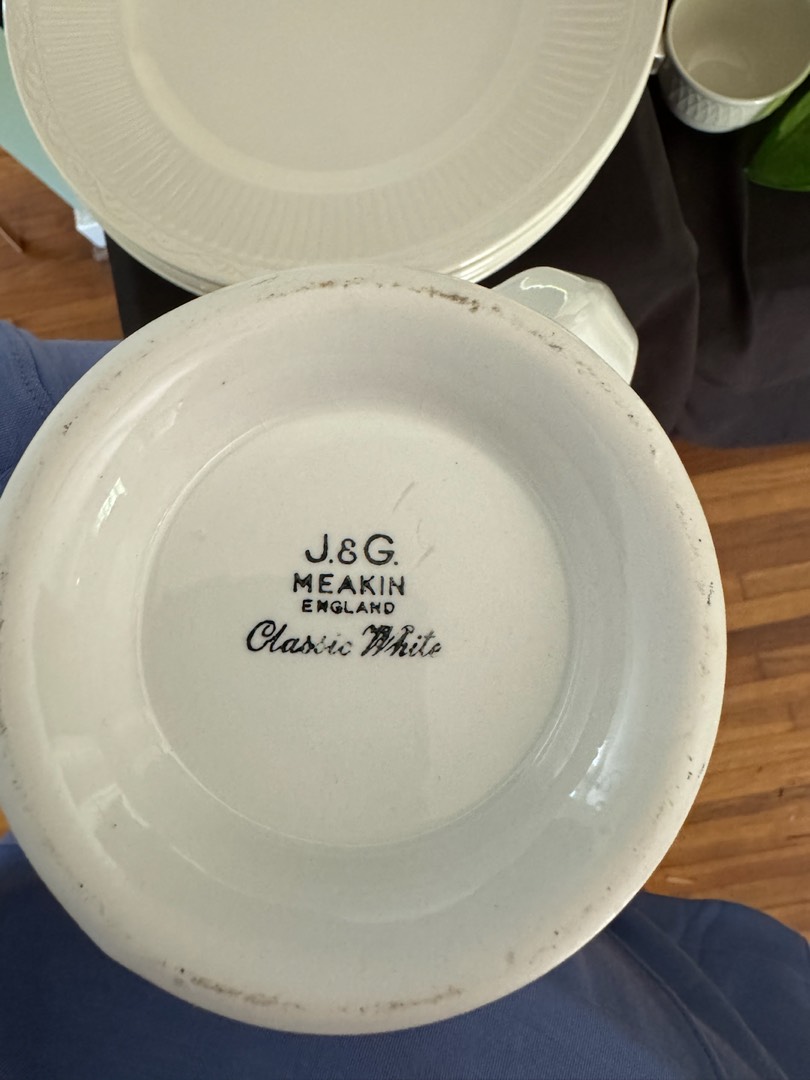 J.&G.
MEAKIN
ENGLAND
Classic White